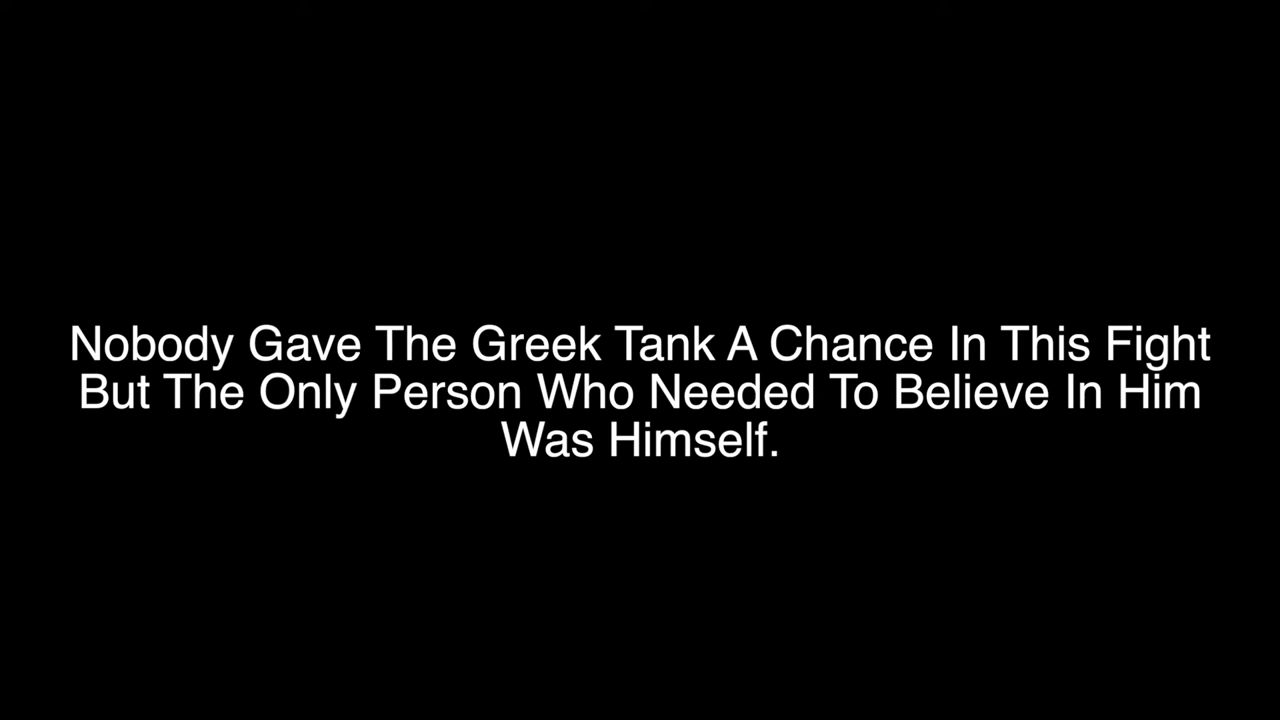 Nobody Gave The Greek Tank A Chance In This Fight
But The Only Person Who Needed To Believe In Him
Was Himself.